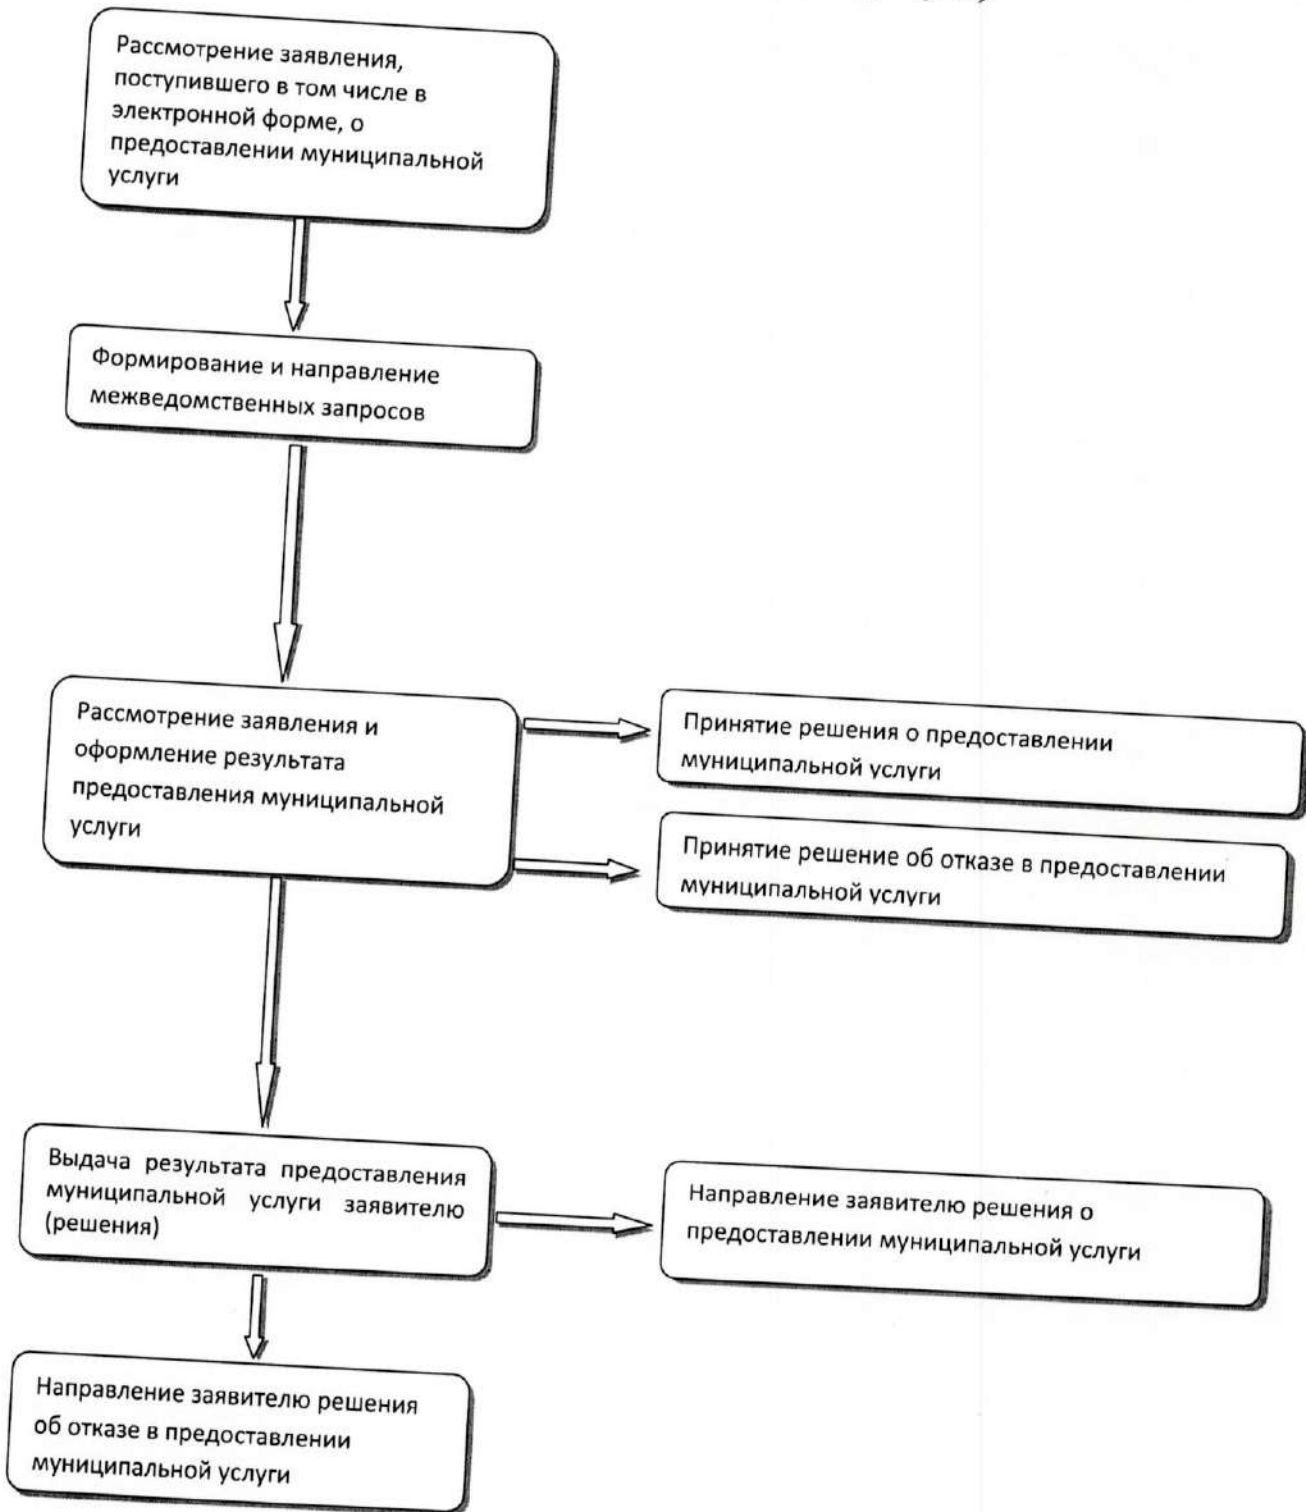 Рассмотрение заявления,
поступившего в том числе в
электронной форме, о
предоставлении муниципальной
услуги
Формирование и направление
межведомственных запросов
Рассмотрение заявления и
оформление результата
предоставления муниципальной
услуги
Принятие решения о предоставлении
муниципальной услуги
Принятие решение об отказе в предоставлении
муниципальной услуги
Выдача результата предоставления
муниципальной услуги заявителю
(решения)
Направление заявителю решения о
предоставлении муниципальной услуги
Направление заявителю решения
об отказе в предоставлении
муниципальной услуги